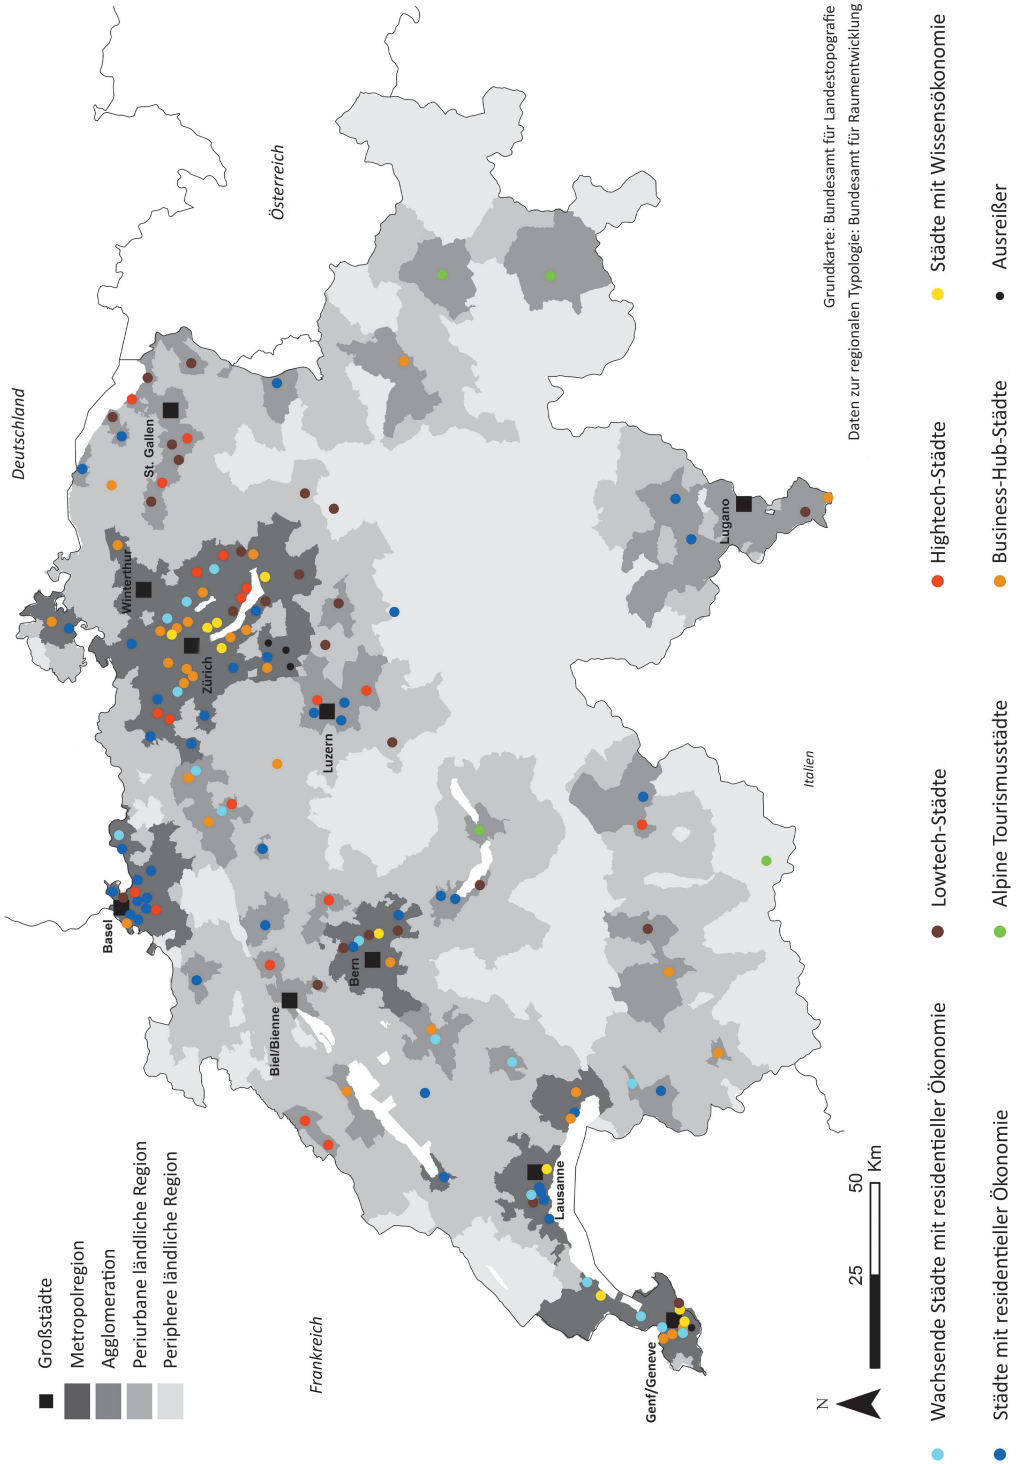 Großstädte
Metropolregion
Agglomeration
Periurbane ländliche Region
Periphere ländliche Region
Deutschland
Österreich
Frankreich
Italien
Basel
Winterthur
St. Gallen
Zürich
Luzern
Biel/Bienne
Bern
Lausanne
Genf/Geneve
Lugano
N
25
50
Km
Grundkarte: Bundesamt für Landestopografie
Daten zur regionalen Typologie: Bundesamt für Raumentwicklung
Wachsende Städte mit residentieller Ökonomie
Lowtech-Städte
Hightech-Städte
Städte mit Wissensökonomie
Städte mit residentieller Ökonomie
Alpine Tourismusstädte
Business-Hub-Städte
Ausreißer